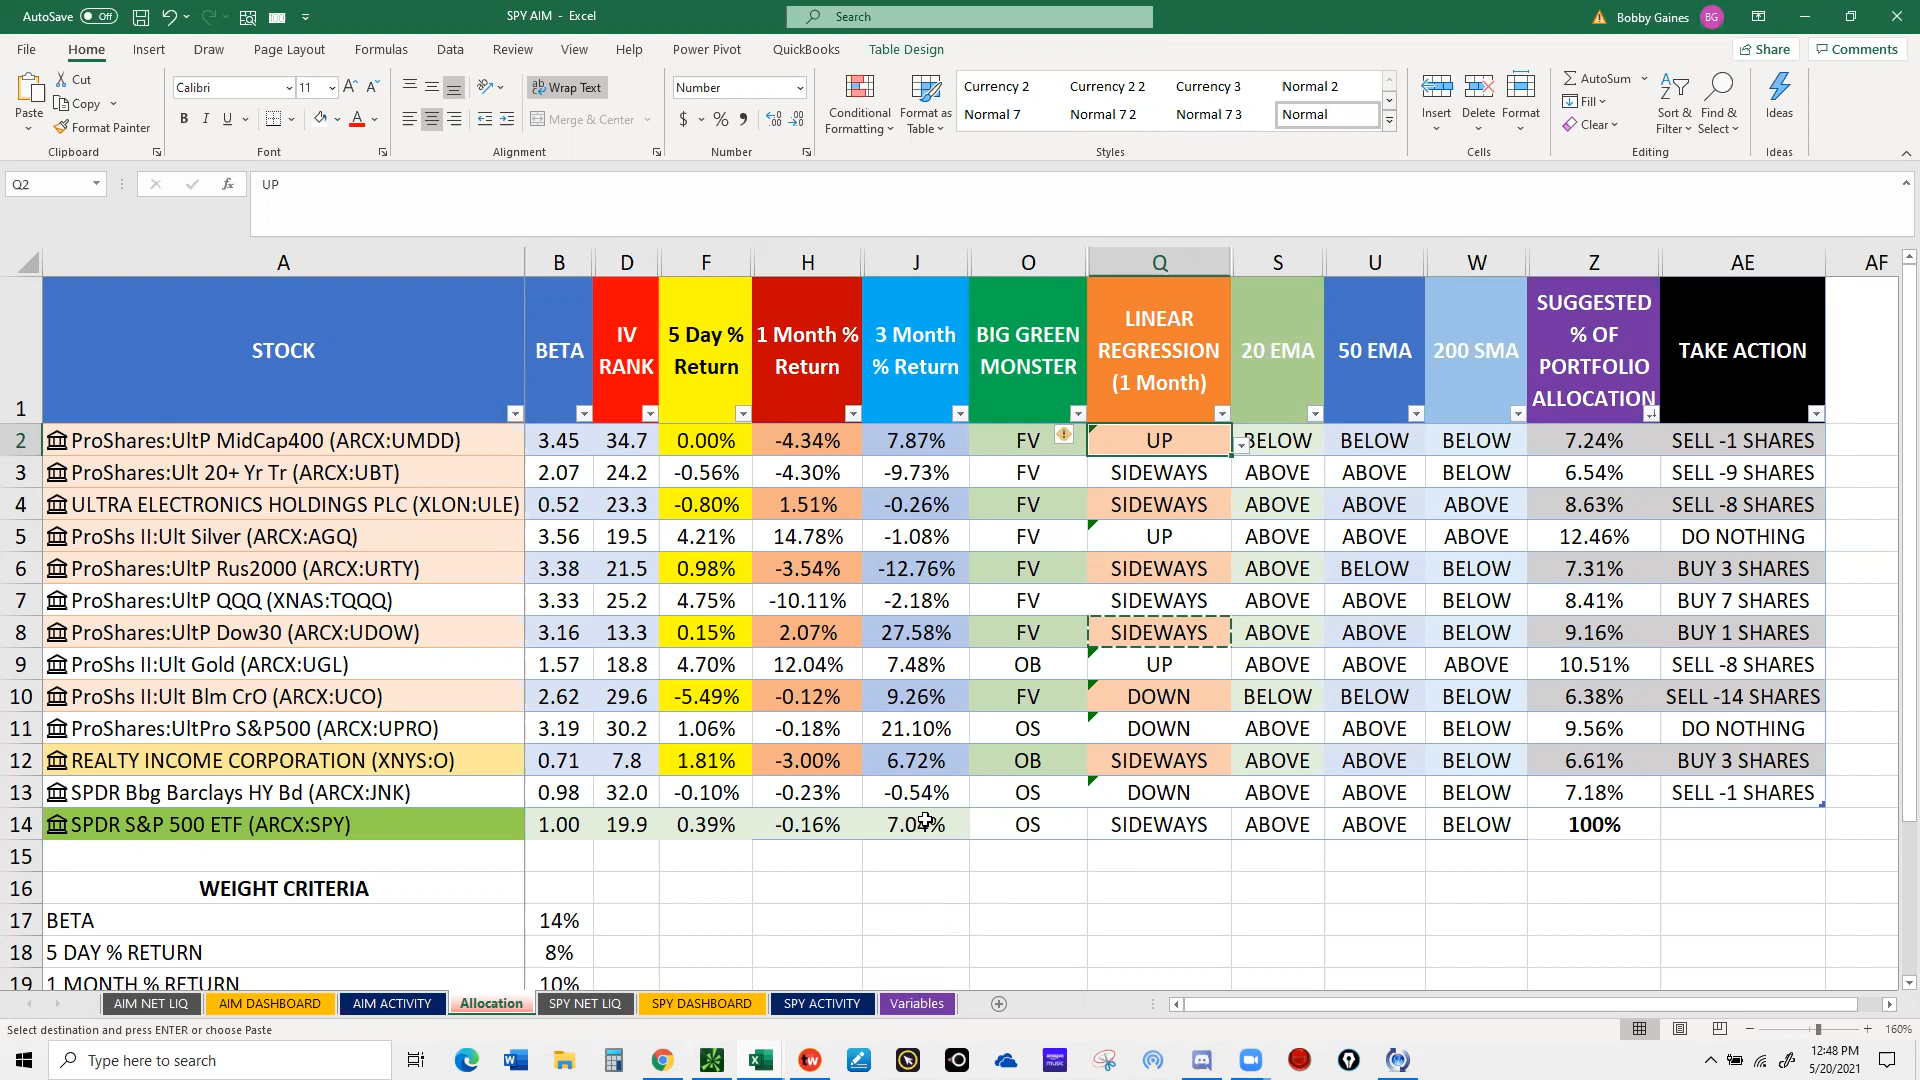 AutoSave Off SPY AIM - Excel Search Bobby Gaines BG
File Home Insert Draw Page Layout Formulas Data Review View Help Power Pivot QuickBooks Table Design Share Comments
Paste Cut Copy Format Painter
Clipboard
Calibri 11 B I U
Font
Wrap Text Merge & Center
Alignment
Number $ % ,
Number
Conditional Formatting Format as Table
Currency 2 Currency 2 2 Currency 3 Normal 2
Normal 7 Normal 7 2 Normal 7 3 Normal
Styles
Insert Delete Format
Cells
AutoSum Fill Clear Sort & Filter Find & Select
Editing
Ideas
Ideas
Q2 fx UP
A B D F H J O Q S U W Z AE AF
1 STOCK BETA IV RANK 5 Day % Return 1 Month % Return 3 Month % Return BIG GREEN MONSTER LINEAR REGRESSION (1 Month) 20 EMA 50 EMA 200 SMA SUGGESTED % OF PORTFOLIO ALLOCATION TAKE ACTION
2 ProShares:UltP MidCap400 (ARCX:UMDD) 3.45 34.7 0.00% -4.34% 7.87% FV UP BELOW BELOW BELOW 7.24% SELL -1 SHARES
3 ProShares:Ult 20+ Yr Tr (ARCX:UBT) 2.07 24.2 -0.56% -4.30% -9.73% FV SIDEWAYS ABOVE ABOVE BELOW 6.54% SELL -9 SHARES
4 ULTRA ELECTRONICS HOLDINGS PLC (XLON:ULE) 0.52 23.3 -0.80% 1.51% -0.26% FV SIDEWAYS ABOVE ABOVE ABOVE 8.63% SELL -8 SHARES
5 ProShs II:Ult Silver (ARCX:AGQ) 3.56 19.5 4.21% 14.78% -1.08% FV UP ABOVE ABOVE ABOVE 12.46% DO NOTHING
6 ProShares:UltP Rus2000 (ARCX:URTY) 3.38 21.5 0.98% -3.54% -12.76% FV SIDEWAYS ABOVE BELOW BELOW 7.31% BUY 3 SHARES
7 ProShares:UltP QQQ (XNAS:TQQQ) 3.33 25.2 4.75% -10.11% -2.18% FV SIDEWAYS ABOVE ABOVE BELOW 8.41% BUY 7 SHARES
8 ProShares:UltP Dow30 (ARCX:UDOW) 3.16 13.3 0.15% 2.07% 27.58% FV SIDEWAYS ABOVE ABOVE BELOW 9.16% BUY 1 SHARES
9 ProShs II:Ult Gold (ARCX:UGL) 1.57 18.8 4.70% 12.04% 7.48% OB UP ABOVE ABOVE ABOVE 10.51% SELL -8 SHARES
10 ProShs II:Ult Blm CrO (ARCX:UCO) 2.62 29.6 -5.49% -0.12% 9.26% FV DOWN BELOW BELOW BELOW 6.38% SELL -14 SHARES
11 ProShares:UltPro S&P500 (ARCX:UPRO) 3.19 30.2 1.06% -0.18% 21.10% OS DOWN ABOVE ABOVE BELOW 9.56% DO NOTHING
12 REALTY INCOME CORPORATION (XNYS:O) 0.71 7.8 1.81% -3.00% 6.72% OB SIDEWAYS ABOVE ABOVE BELOW 6.61% BUY 3 SHARES
13 SPDR Bbg Barclays HY Bd (ARCX:JNK) 0.98 32.0 -0.10% -0.23% -0.54% OS DOWN ABOVE ABOVE BELOW 7.18% SELL -1 SHARES
14 SPDR S&P 500 ETF (ARCX:SPY) 1.00 19.9 0.39% -0.16% OS SIDEWAYS ABOVE ABOVE BELOW 100%
15
16 WEIGHT CRITERIA
17 BETA 14%
18 5 DAY % RETURN 8%
19 1 MONTH % RETURN 10%
AIM NET LIQ AIM DASHBOARD AIM ACTIVITY Allocation SPY NET LIQ SPY DASHBOARD SPY ACTIVITY Variables
Select destination and press ENTER or choose Paste 160%
Type here to search
12:48 PM
5/20/2021